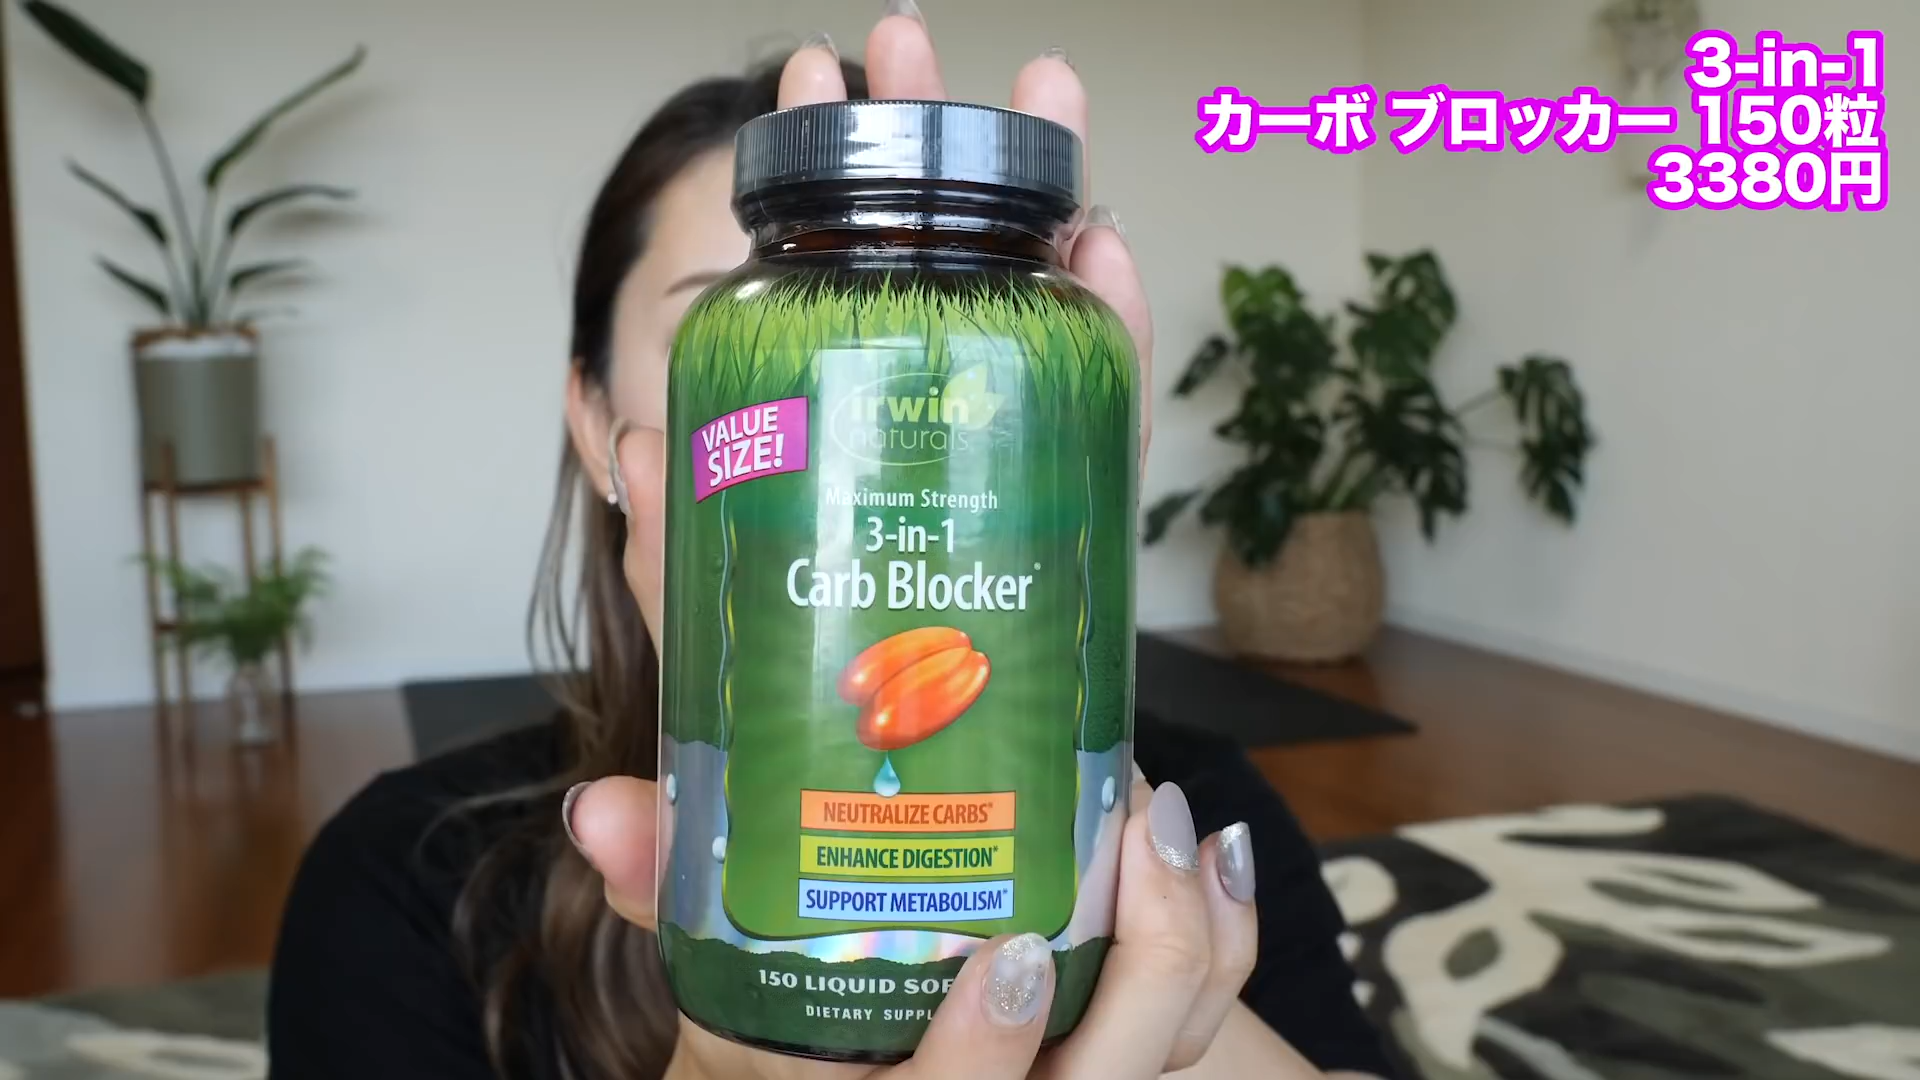 3-in-1
カーボ ブロッカー 150粒
3380円
VALUE
SIZE!
irwin
naturals
Maximum Strength
3-in-1
Carb Blocker*
NEUTRALIZE CARBS*
ENHANCE DIGESTION*
SUPPORT METABOLISM*
150 LIQUID
DIETARY